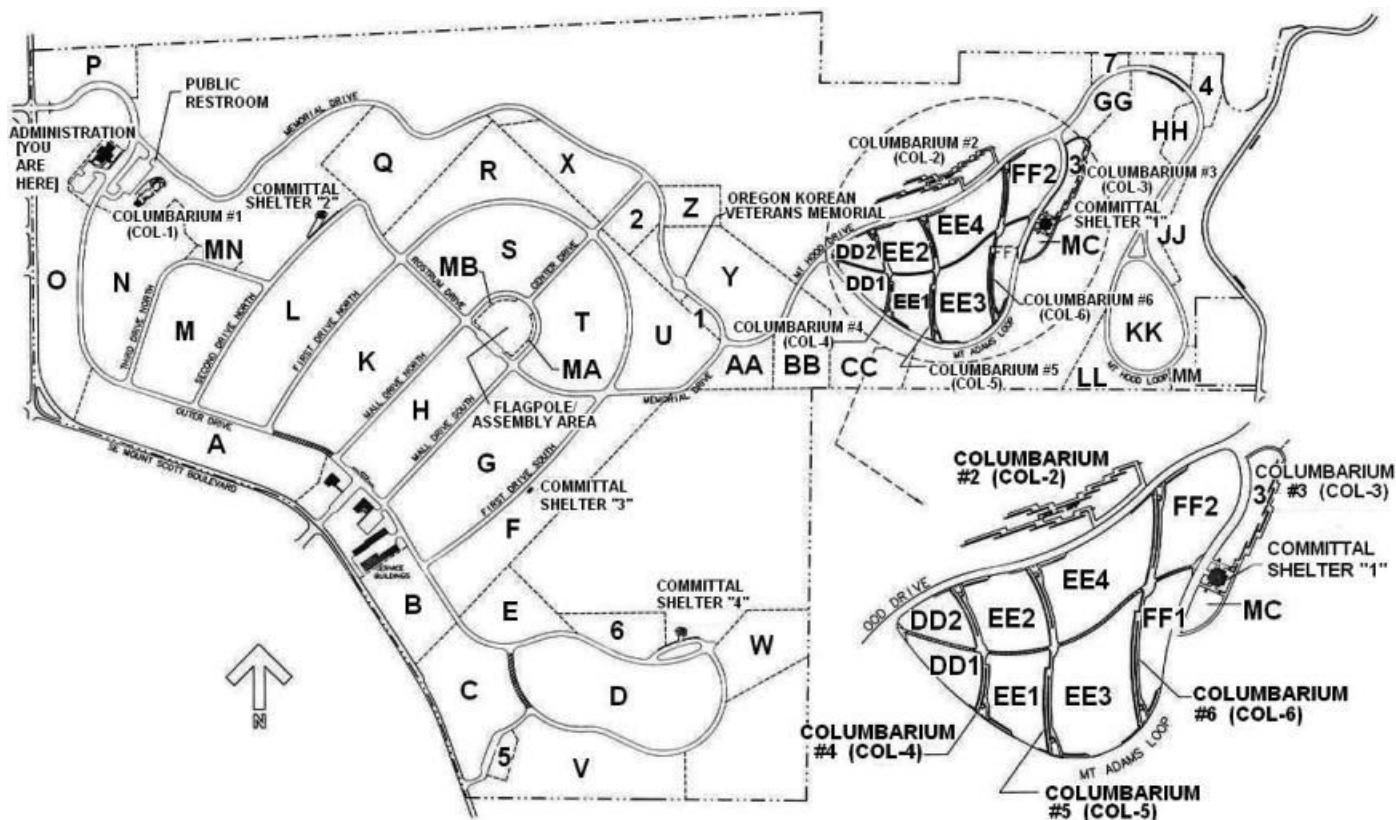 P
PUBLIC
RESTROOM
ADMINISTRATION
[YOU
ARE
HERE]
COLUMBARIUM #1
(COL-1)
MEMORIAL DRIVE
COMMITTAL
SHELTER "2"
Q
R
X
2
Z
OREGON KOREAN
VETERANS MEMORIAL
O
N
MN
M
L
K
THIRD DRIVE NORTH
SECOND DRIVE NORTH
FIRST DRIVE NORTH
ROSTRUM DRIVE
CENTER DRIVE
MB
S
T
MA
U
1
Y
MALL DRIVE NORTH
H
MALL DRIVE SOUTH
FLAGPOLE/
ASSEMBLY AREA
G
FIRST DRIVE SOUTH
COMMITTAL
SHELTER "3"
F
MEMORIAL DRIVE
AA
BB
CC
OUTER DRIVE
A
SE MOUNT SCOTT BOULEVARD
SERVICE
BUILDINGS
B
E
6
COMMITTAL
SHELTER "4"
W
C
D
5
V
N
COLUMBARIUM #2
(COL-2)
MT HOOD DRIVE
DD2
DD1
EE2
EE1
EE4
EE3
FF2
FF1
3
COLUMBARIUM #3
(COL-3)
COMMITTAL
SHELTER "1"
MC
COLUMBARIUM #4
(COL-4)
COLUMBARIUM #5
(COL-5)
COLUMBARIUM #6
(COL-6)
MT ADAMS LOOP
7
GG
4
HH
JJ
KK
LL
MT HOOD LOOP
MM
COLUMBARIUM
#2 (COL-2)
OOD DRIVE
DD2
DD1
EE2
EE1
EE4
EE3
FF2
FF1
3
COLUMBARIUM
#3 (COL-3)
COMMITTAL
SHELTER "1"
MC
COLUMBARIUM
#6 (COL-6)
COLUMBARIUM
#4 (COL-4)
MT ADAMS LOOP
COLUMBARIUM
#5 (COL-5)